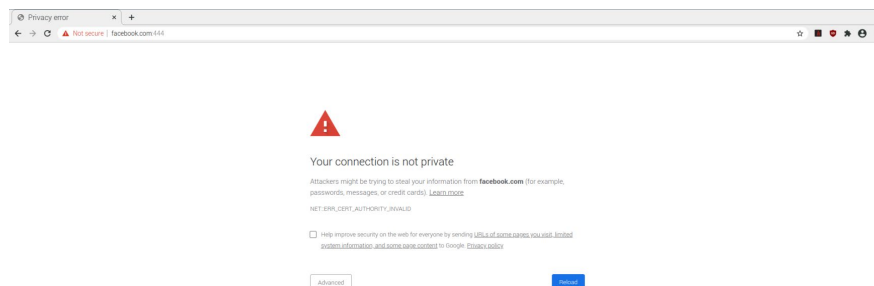 Privacy error
Not secure | facebook.com:444
Your connection is not private
Attackers might be trying to steal your information from facebook.com (for example,
passwords, messages, or credit cards). Learn more
NET::ERR_CERT_AUTHORITY_INVALID
Help improve security on the web for everyone by sending URLs of some pages you visit, limited
system information, and some page content to Google. Privacy policy
Advanced
Reload